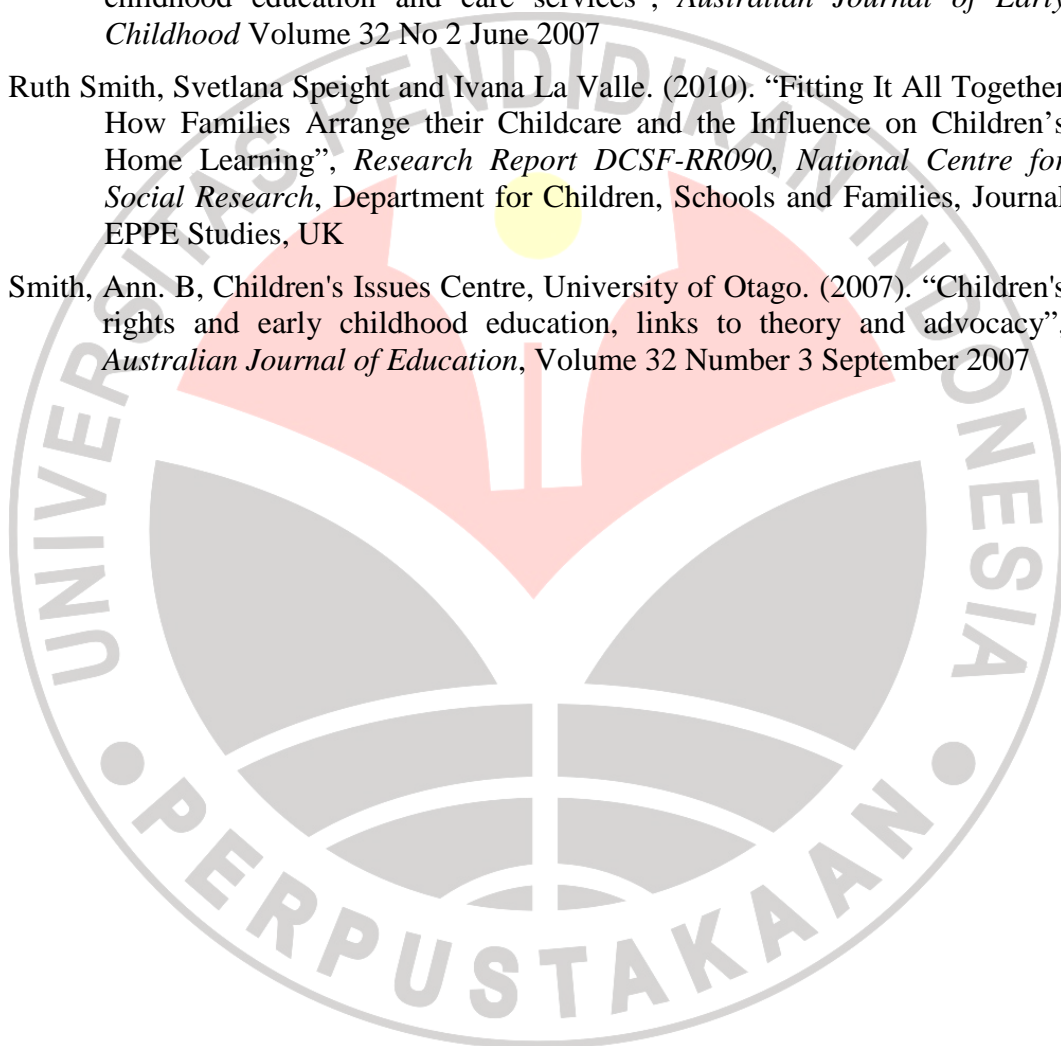 childhood education and care services”, Australian Journal of Early
Childhood Volume 32 No 2 June 2007
Ruth Smith, Svetlana Speight and Ivana La Valle. (2010). “Fitting It All Together
How Families Arrange their Childcare and the Influence on Children’s
Home Learning”, Research Report DCSF-RR090, National Centre for
Social Research, Department for Children, Schools and Families, Journal
EPPE Studies, UK
Smith, Ann. B, Children's Issues Centre, University of Otago. (2007). “Children's
rights and early childhood education, links to theory and advocacy”,
Australian Journal of Education, Volume 32 Number 3 September 2007
UNIVERSITAS PENDIDIKAN INDONESIA
PERPUSTAKAAN